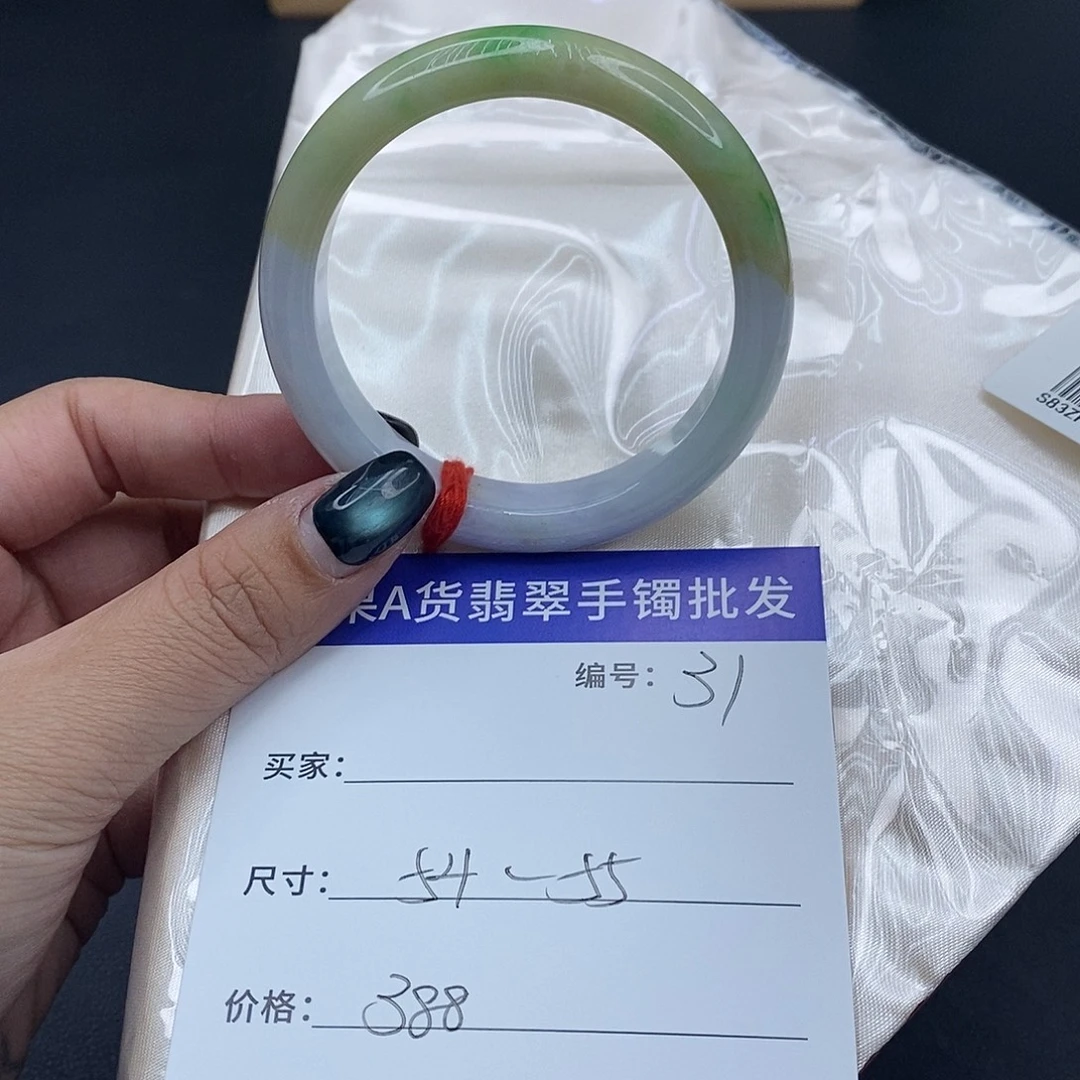 A货翡翠手镯批发
编号：31
买家：
尺寸：54-55
价格：388
S83Z